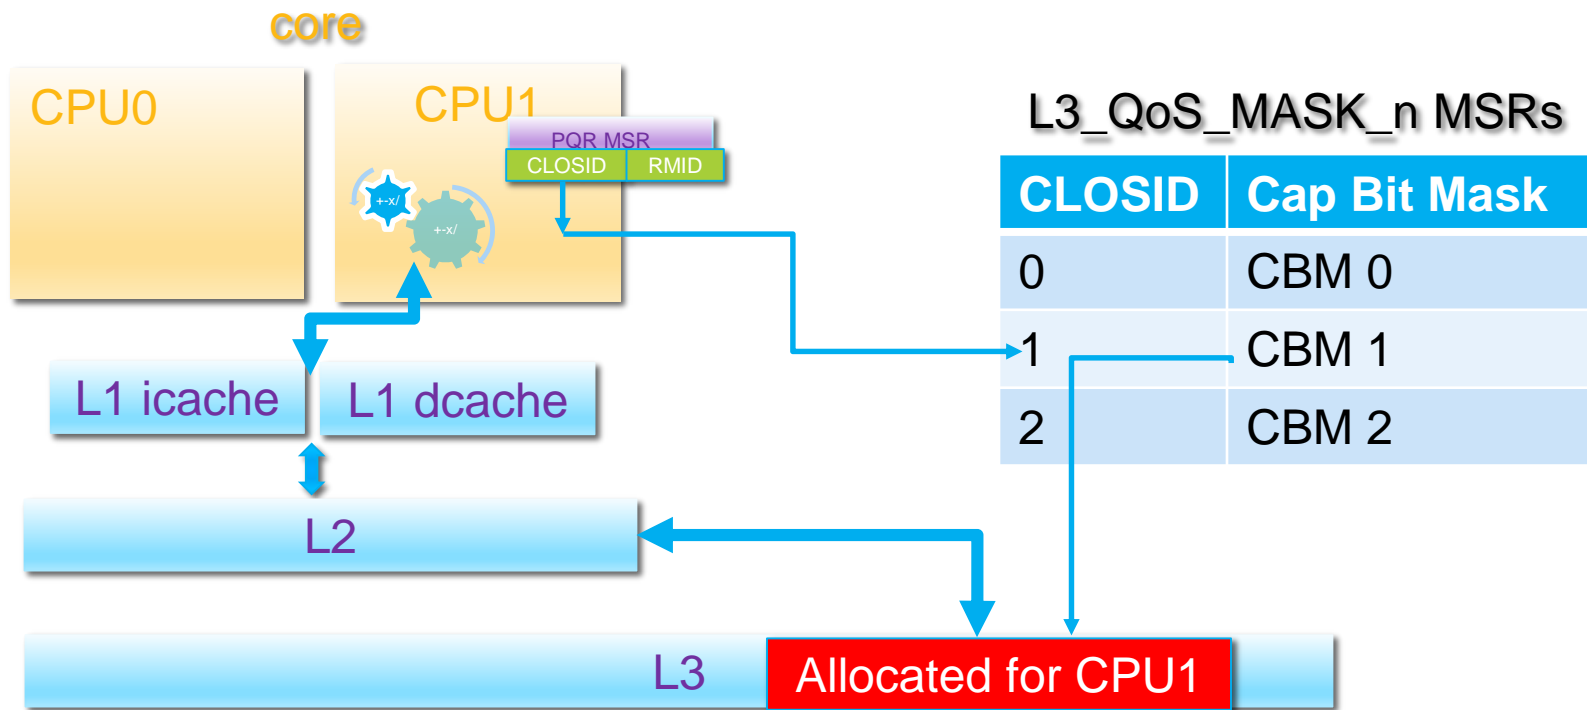 core
CPU0
CPU1
PQR MSR
CLOSID RMID
+-x/
+-x/
L3_QoS_MASK_n MSRs
CLOSID Cap Bit Mask
0 CBM 0
1 CBM 1
2 CBM 2
L1 icache
L1 dcache
L2
L3
Allocated for CPU1